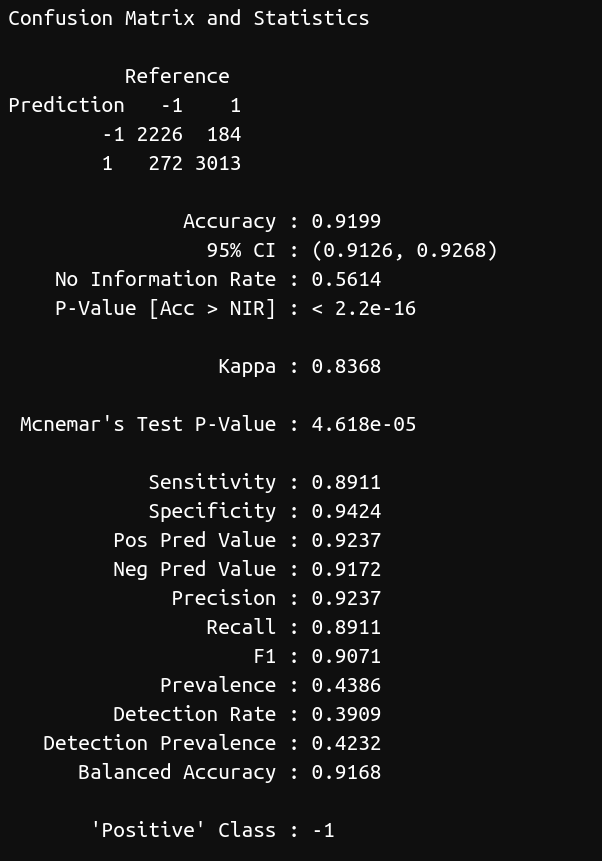 Confusion Matrix and Statistics
Reference
Prediction -1 1
-1 2226 184
1 272 3013
Accuracy : 0.9199
95% CI : (0.9126, 0.9268)
No Information Rate : 0.5614
P-Value [Acc > NIR] : < 2.2e-16
Kappa : 0.8368
Mcnemar's Test P-Value : 4.618e-05
Sensitivity : 0.8911
Specificity : 0.9424
Pos Pred Value : 0.9237
Neg Pred Value : 0.9172
Precision : 0.9237
Recall : 0.8911
F1 : 0.9071
Prevalence : 0.4386
Detection Rate : 0.3909
Detection Prevalence : 0.4232
Balanced Accuracy : 0.9168
'Positive' Class : -1